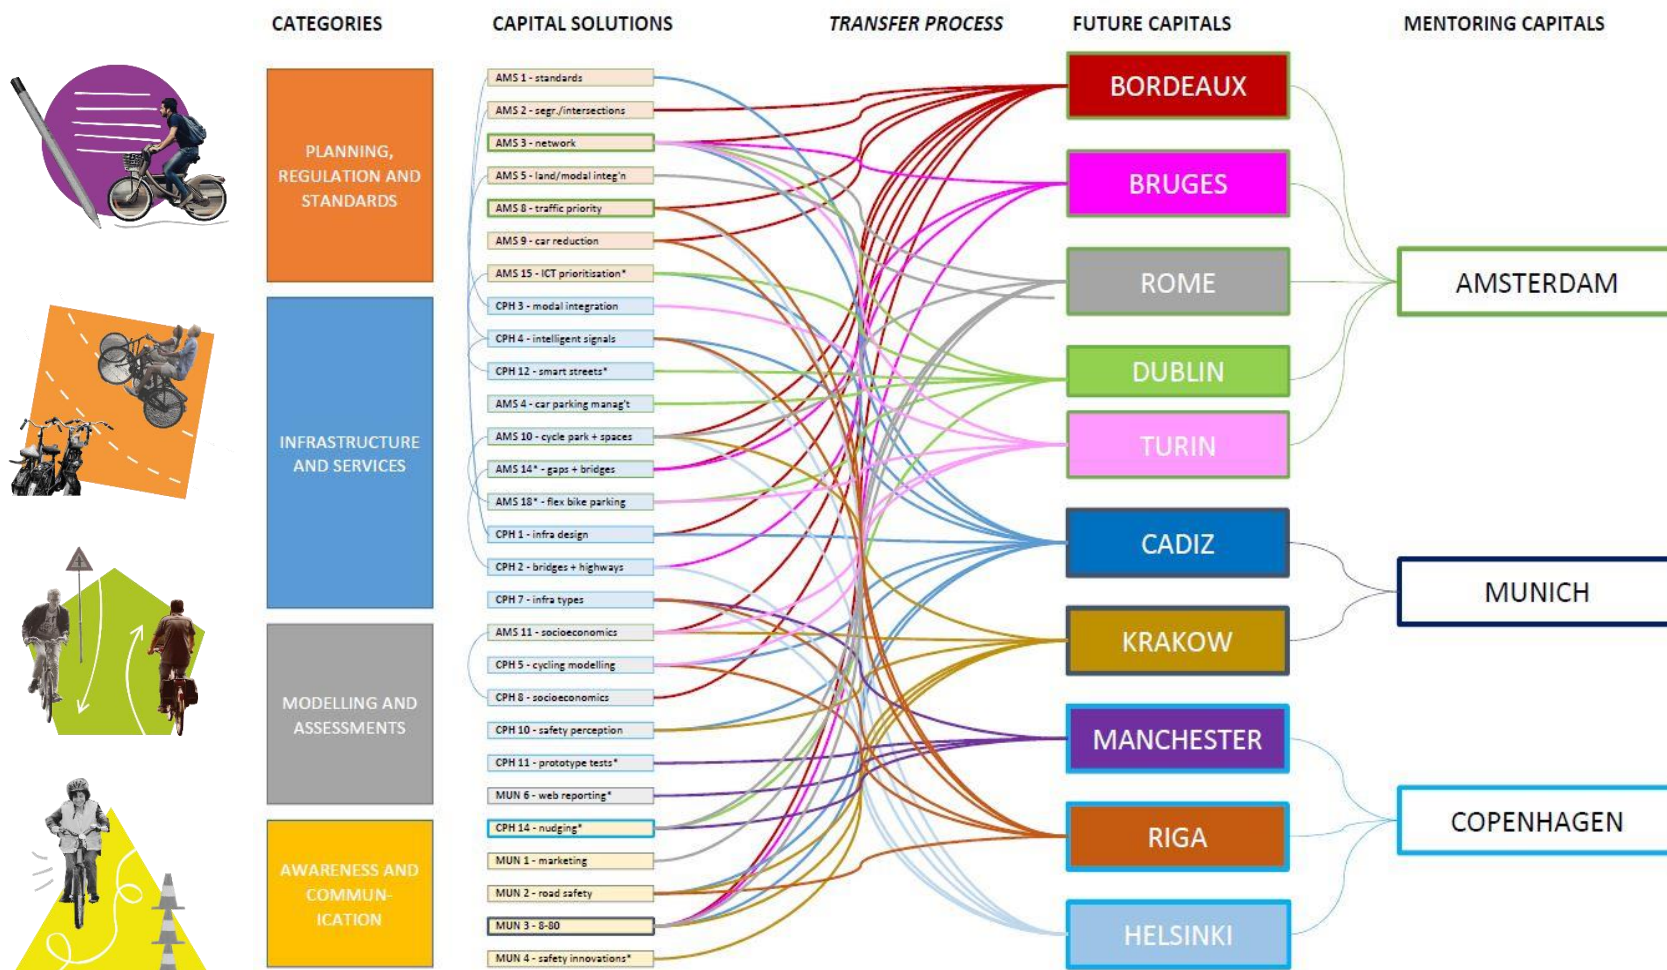 CATEGORIES
CAPITAL SOLUTIONS
TRANSFER PROCESS
FUTURE CAPITALS
MENTORING CAPITALS
PLANNING,
REGULATION AND
STANDARDS
INFRASTRUCTURE
AND SERVICES
MODELLING AND
ASSESSMENTS
AWARENESS AND
COMMUN-
ICATION
AMS 1 - standards
AMS 2 - segr./intersections
AMS 3 - network
AMS 5 - land/modal integ'n
AMS 8 - traffic priority
AMS 9 - car reduction
AMS 15 - ICT prioritisation*
CPH 3 - modal integration
CPH 4 - intelligent signals
CPH 12 - smart streets*
AMS 4 - car parking manag't
AMS 10 - cycle park + spaces
AMS 14* - gaps + bridges
AMS 18* - flex bike parking
CPH 1 - infra design
CPH 2 - bridges + highways
CPH 7 - infra types
AMS 11 - socioeconomics
CPH 5 - cycling modelling
CPH 8 - socioeconomics
CPH 10 - safety perception
CPH 11 - prototype tests*
MUN 6 - web reporting*
CPH 14 - nudging*
MUN 1 - marketing
MUN 2 - road safety
MUN 3 - 8-80
MUN 4 - safety innovations*
BORDEAUX
BRUGES
ROME
DUBLIN
TURIN
CADIZ
KRAKOW
MANCHESTER
RIGA
HELSINKI
AMSTERDAM
MUNICH
COPENHAGEN